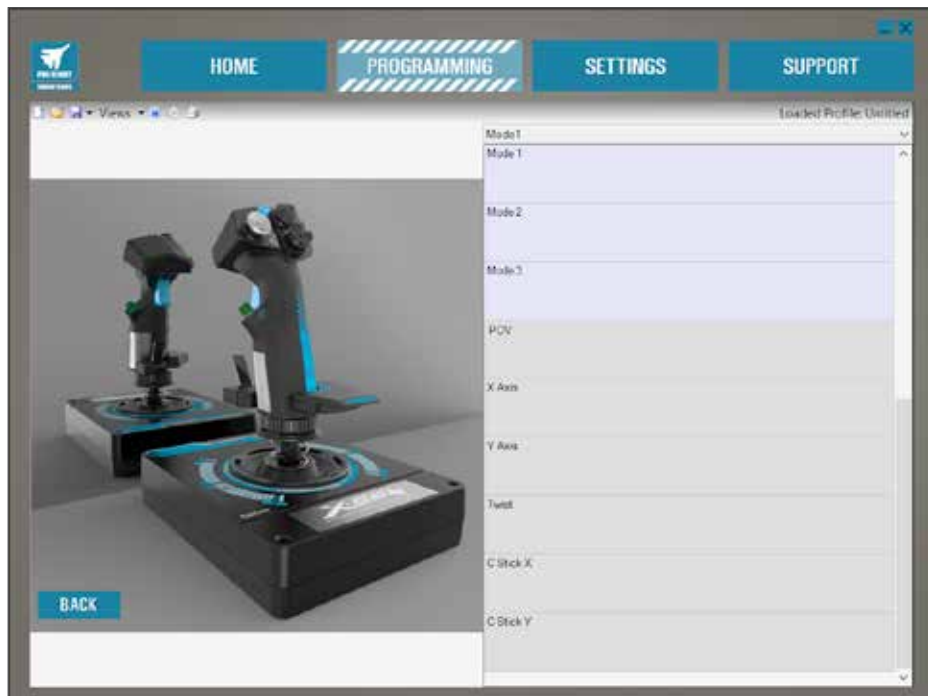 HOME
PROGRAMMING
SETTINGS
SUPPORT
Views
Loaded Profile: Untitled
Mode1
Mode 1
Mode 2
Mode 3
POV
X Axis
Y Axis
Twist
C Stick X
C Stick Y
BACK